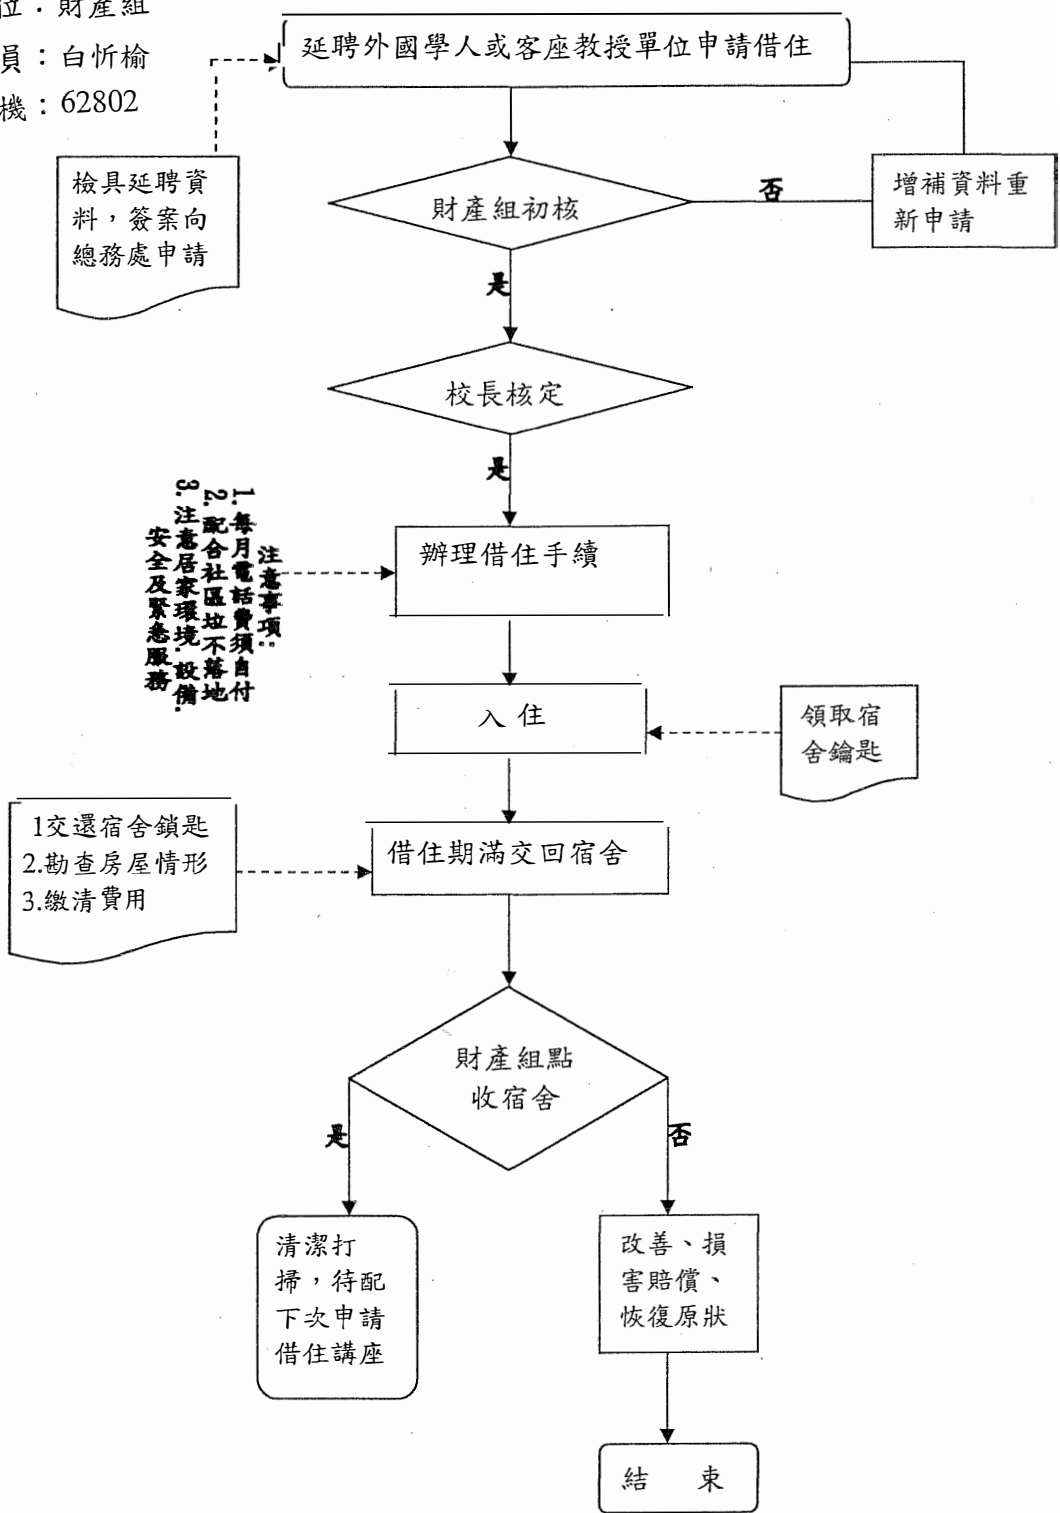 位：財產組
員：白忻榆
機：62802
延聘外國學人或客座教授單位申請借住
檢具延聘資
料，簽案向
總務處申請
財產組初核
否
增補資料重
新申請
是
校長核定
是
注意事項：
1. 每月電話費須自付
2. 配合社區垃不落地
3. 注意居家環境.設備.
安全及緊急服務
辦理借住手續
入住
領取宿
舍鑰匙
1交還宿舍鎖匙
2.勘查房屋情形
3.繳清費用
借住期滿交回宿舍
財產組點
收宿舍
是
否
清潔打
掃，待配
下次申請
借住講座
改善、損
害賠償、
恢復原狀
結　束